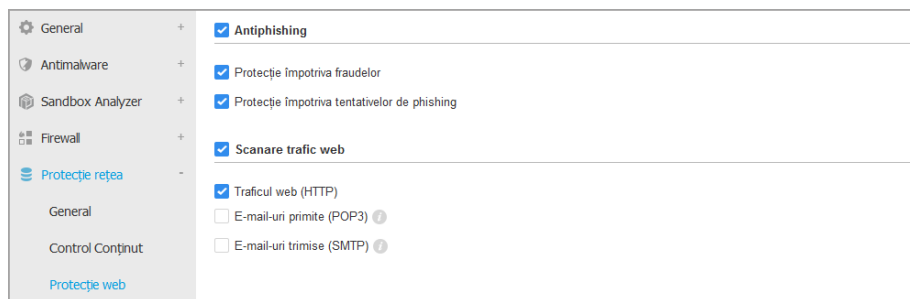 General +
Antimalware +
Sandbox Analyzer +
Firewall +
Protecție rețea -
General
Control Conținut
Protecție web
Antiphishing
Protecție împotriva fraudelor
Protecție împotriva tentativelor de phishing
Scanare trafic web
Traficul web (HTTP)
E-mail-uri primite (POP3) i
E-mail-uri trimise (SMTP) i